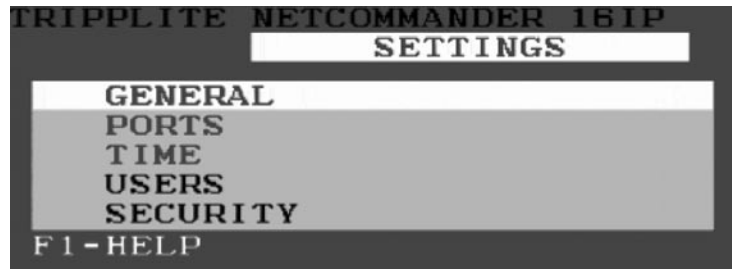 TRIPPLITE NETCOMMANDER 16IP
SETTINGS
GENERAL
PORTS
TIME
USERS
SECURITY
F1-HELP